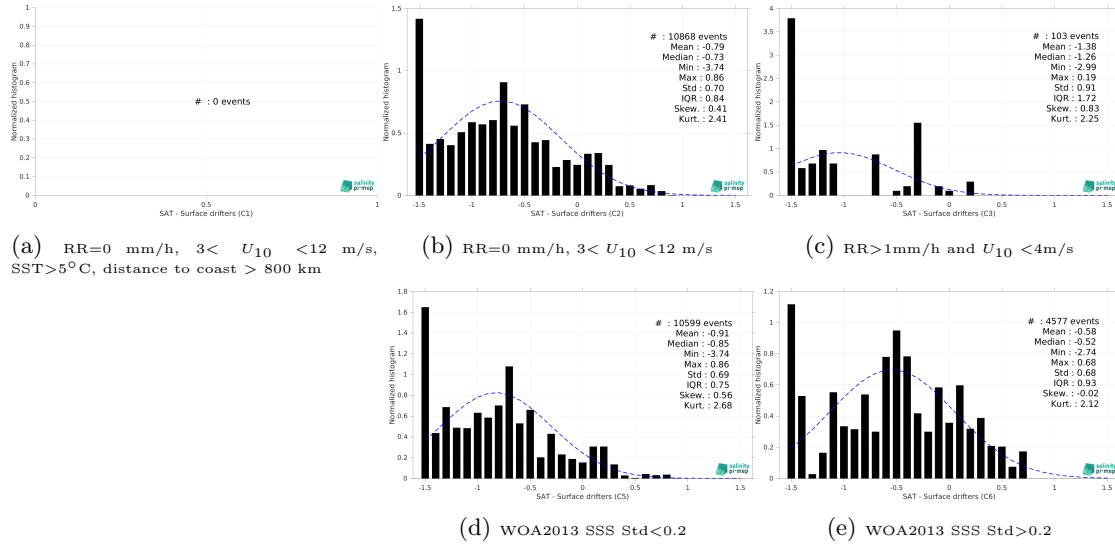 1
0.9
0.8
0.7
0.6
0.5
0.4
0.3
0.2
0.1
0
Normalized histogram
# : 0 events
salinity
pi-mep
0 0.5 1
SAT - Surface drifters (C1)
(a) RR=0 mm/h, 3< U10 <12 m/s,
SST>5°C, distance to coast > 800 km
1.5
1
0.5
0
Normalized histogram
# : 10868 events
Mean : -0.79
Median : -0.73
Min : -3.74
Max : 0.86
Std : 0.70
IQR : 0.84
Skew. : 0.41
Kurt. : 2.41
salinity
pi-mep
-1.5 -1 -0.5 0 0.5 1 1.5
SAT - Surface drifters (C2)
(b) RR=0 mm/h, 3< U10 <12 m/s
4
3.5
3
2.5
2
1.5
1
0.5
0
Normalized histogram
# : 103 events
Mean : -1.38
Median : -1.26
Min : -2.99
Max : 0.19
Std : 0.91
IQR : 1.72
Skew. : 0.83
Kurt. : 2.25
salinity
pi-mep
-1.5 -1 -0.5 0 0.5 1 1.5
SAT - Surface drifters (C3)
(c) RR>1mm/h and U10 <4m/s
1.8
1.6
1.4
1.2
1
0.8
0.6
0.4
0.2
0
Normalized histogram
# : 10599 events
Mean : -0.91
Median : -0.85
Min : -3.74
Max : 0.86
Std : 0.69
IQR : 0.75
Skew. : 0.56
Kurt. : 2.68
salinity
pi-mep
-1.5 -1 -0.5 0 0.5 1 1.5
SAT - Surface drifters (C5)
(d) WOA2013 SSS Std<0.2
1.2
1
0.8
0.6
0.4
0.2
0
Normalized histogram
# : 4577 events
Mean : -0.58
Median : -0.52
Min : -2.74
Max : 0.68
Std : 0.68
IQR : 0.93
Skew. : -0.02
Kurt. : 2.12
salinity
pi-mep
-1.5 -1 -0.5 0 0.5 1 1.5
SAT - Surface drifters (C6)
(e) WOA2013 SSS Std>0.2